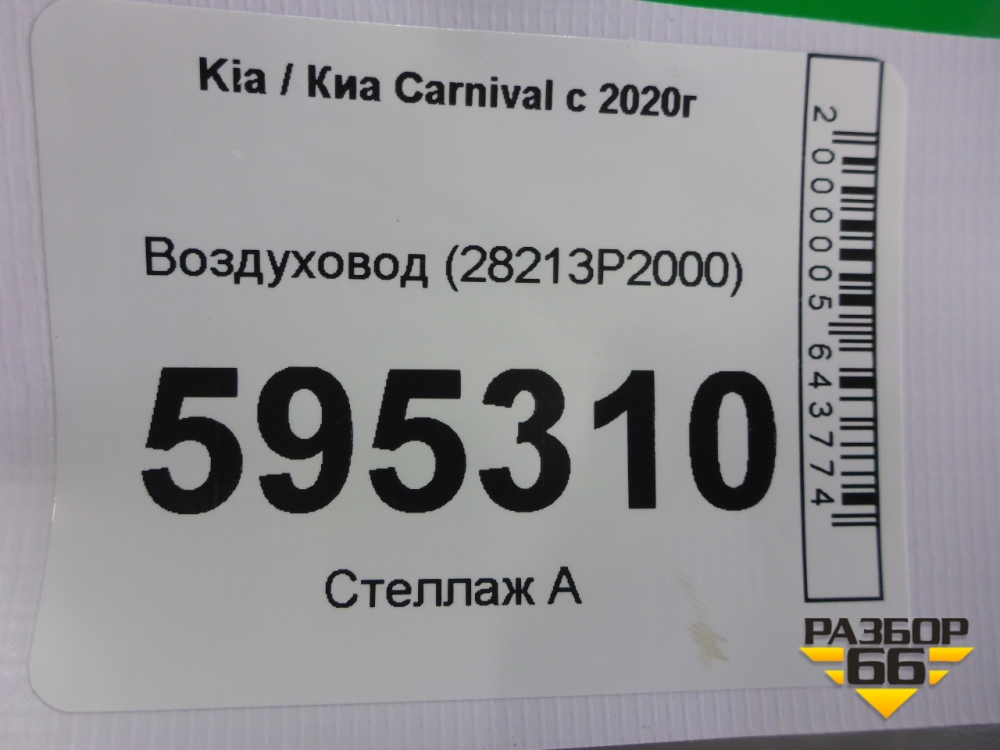 Kia / Киа Carnival с 2020г
Воздуховод (28213P2000)
595310
Стеллаж А
2000005643774
РАЗБОР
66